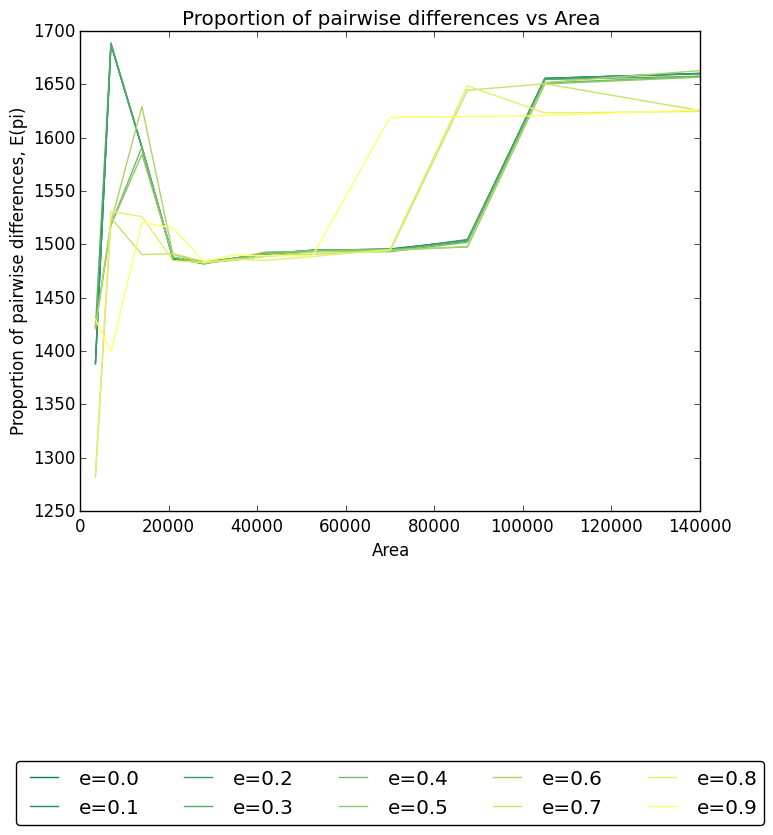 Proportion of pairwise differences vs Area
Proportion of pairwise differences, E(pi)
1700
1650
1600
1550
1500
1450
1400
1350
1300
1250
0 20000 40000 60000 80000 100000 120000 140000
Area
e=0.0 e=0.2 e=0.4 e=0.6 e=0.8
e=0.1 e=0.3 e=0.5 e=0.7 e=0.9